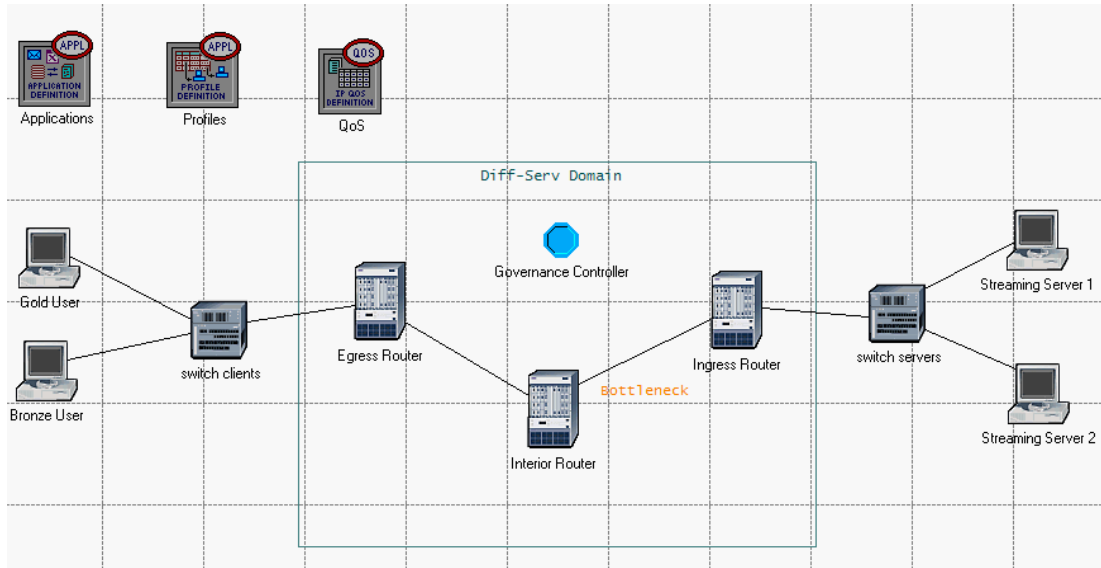 APPL
APPLICATION
DEFINITION
Applications
APPL
PROFILE
DEFINITION
Profiles
QOS
IP QOS
DEFINITION
QoS
Diff-Serv Domain
Governance Controller
Gold User
Bronze User
switch clients
Egress Router
Interior Router
Bottleneck
Ingress Router
switch servers
Streaming Server 1
Streaming Server 2